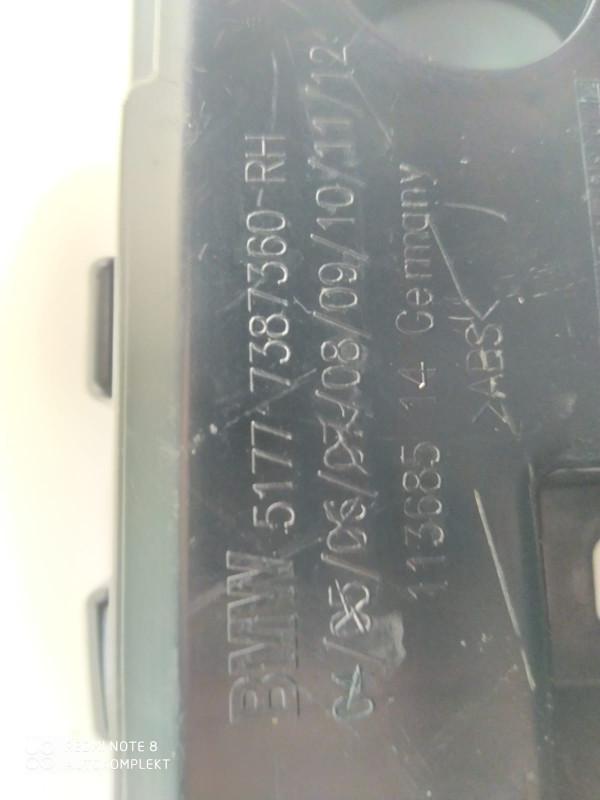 BMW 5177 7387360-RH
04/05/06/07/08/09/10/11/12
113685 14 Germany
>ABS<
REDMI NOTE 8
AUTOKOMPLEKT